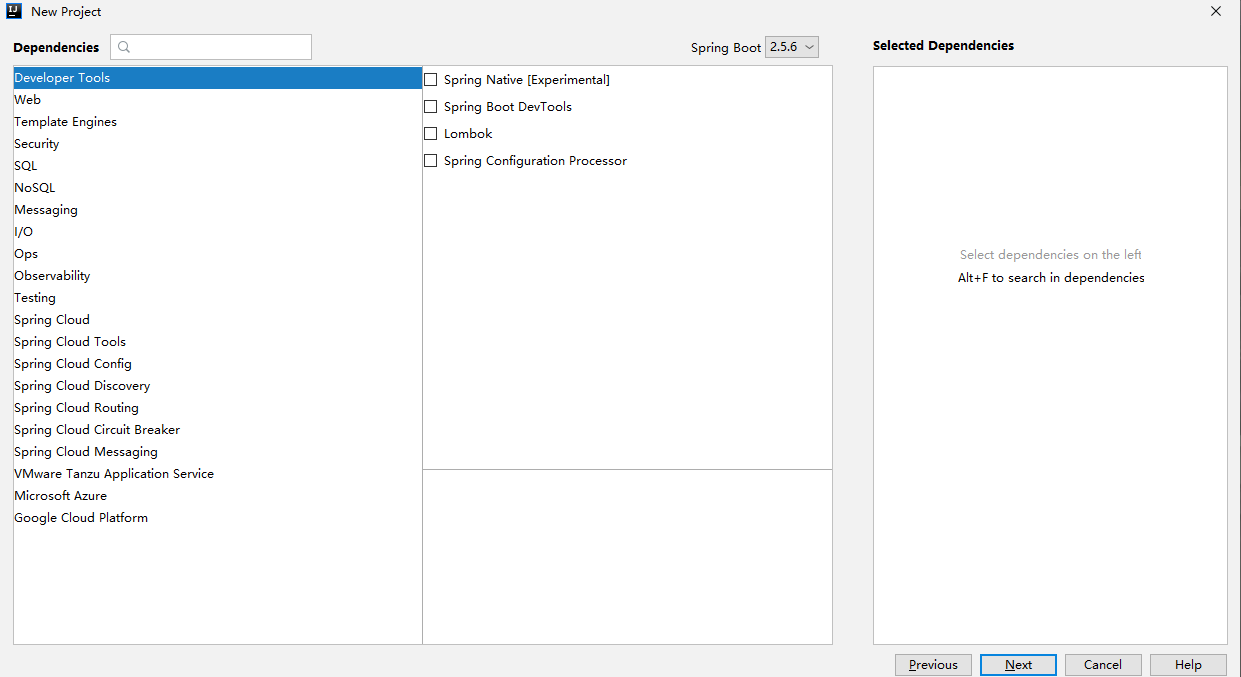 New Project
Dependencies
Spring Boot 2.5.6
Selected Dependencies
Developer Tools
Web
Template Engines
Security
SQL
NoSQL
Messaging
I/O
Ops
Observability
Testing
Spring Cloud
Spring Cloud Tools
Spring Cloud Config
Spring Cloud Discovery
Spring Cloud Routing
Spring Cloud Circuit Breaker
Spring Cloud Messaging
VMware Tanzu Application Service
Microsoft Azure
Google Cloud Platform
Spring Native [Experimental]
Spring Boot DevTools
Lombok
Spring Configuration Processor
Select dependencies on the left
Alt+F to search in dependencies
Previous
Next
Cancel
Help